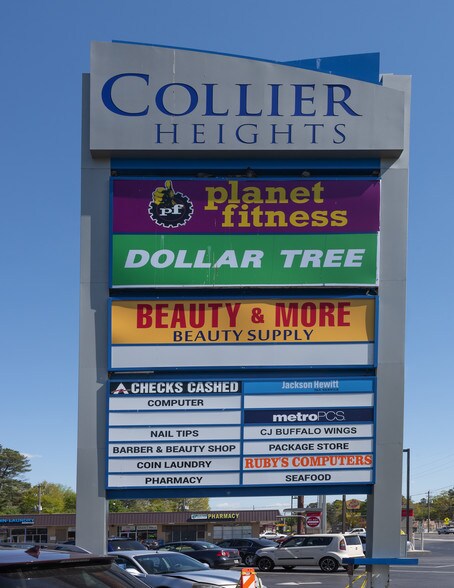 COLLIER
HEIGHTS
pf
planet
fitness
DOLLAR TREE
BEAUTY & MORE
BEAUTY SUPPLY
CHECKS CASHED
COMPUTER
NAIL TIPS
BARBER & BEAUTY SHOP
COIN LAUNDRY
PHARMACY
Jackson Hewitt
metroPCS.
CJ BUFFALO WINGS
PACKAGE STORE
RUBY'S COMPUTERS
SEAFOOD
PHARMACY